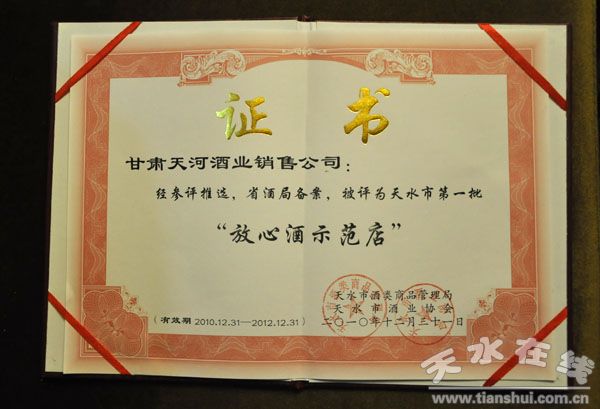 证 书
甘肃天河酒业销售公司：
经参评推选，省酒局备案，被评为天水市第一批
“放心酒示范店”
天水市酒类商品管理局
天水市酒业协会
(有效期 2010.12.31—2012.12.31)
二〇一〇年十二月三十一日
天水在线
www.tianshui.com.cn